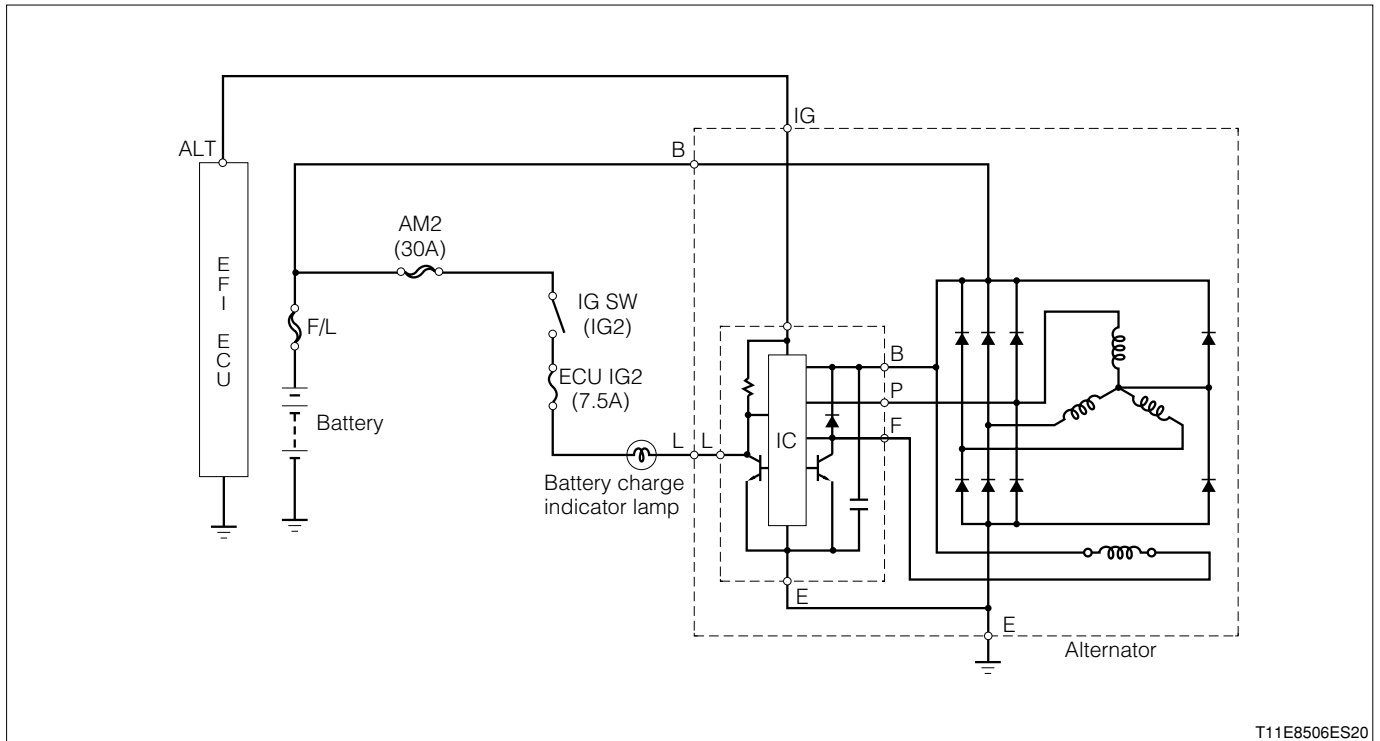 IG
ALT
B
AM2
(30A)
EFI ECU
IG SW
(IG2)
F/L
B
ECU IG2
(7.5A)
P
Battery
F
IC
L
L
Battery charge
indicator lamp
E
E
Alternator
T11E8506ES20